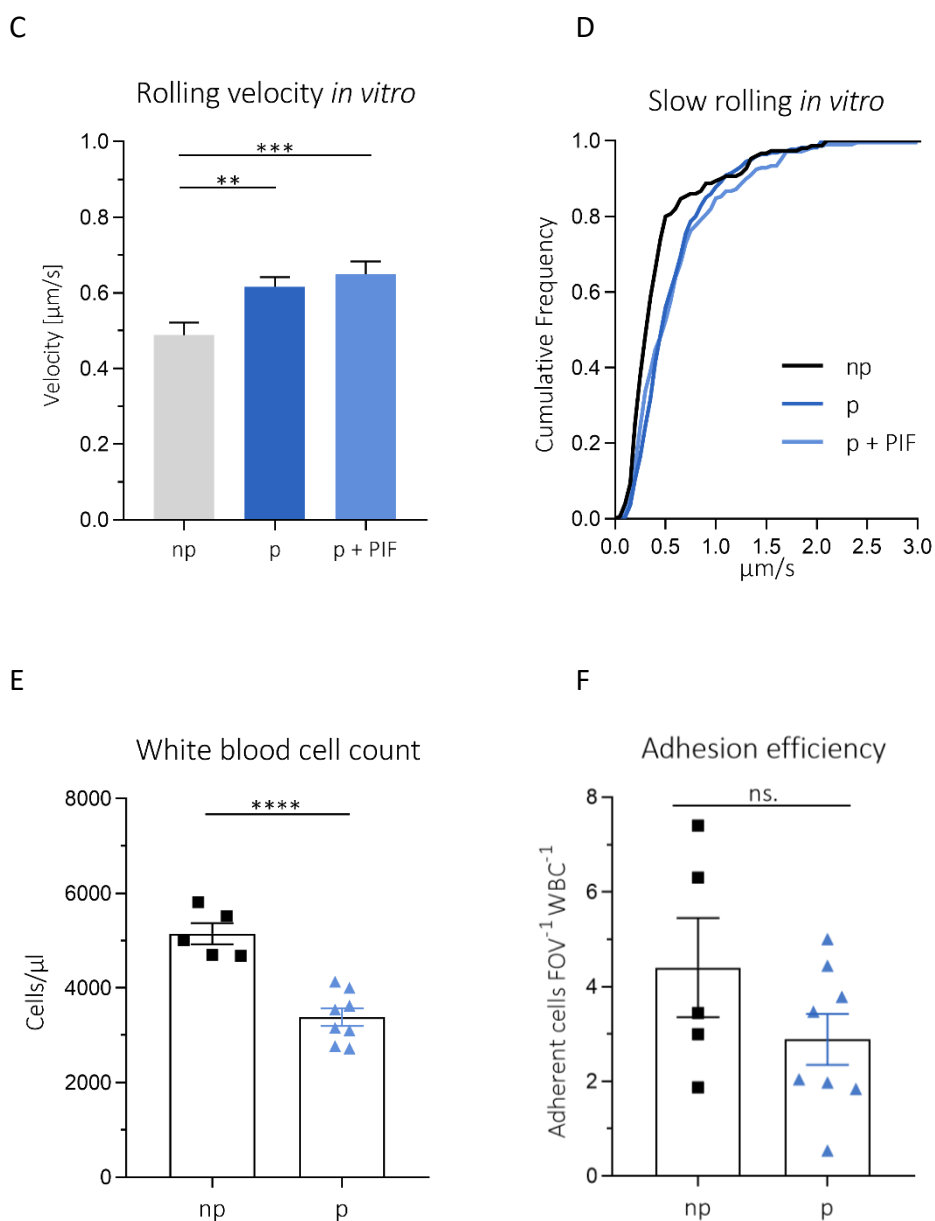 C
Rolling velocity in vitro
Velocity [µm/s]
1.0
0.8
0.6
0.4
0.2
0.0
***
**
np p p + PIF
D
Slow rolling in vitro
Cumulative Frequency
1.0
0.8
0.6
0.4
0.2
0.0
np
p
p + PIF
0.0 0.5 1.0 1.5 2.0 2.5 3.0
µm/s
E
White blood cell count
Cells/µl
8000
6000
4000
2000
0
****
np p
F
Adhesion efficiency
Adherent cells FOV⁻¹ WBC⁻¹
8
6
4
2
0
ns.
np p